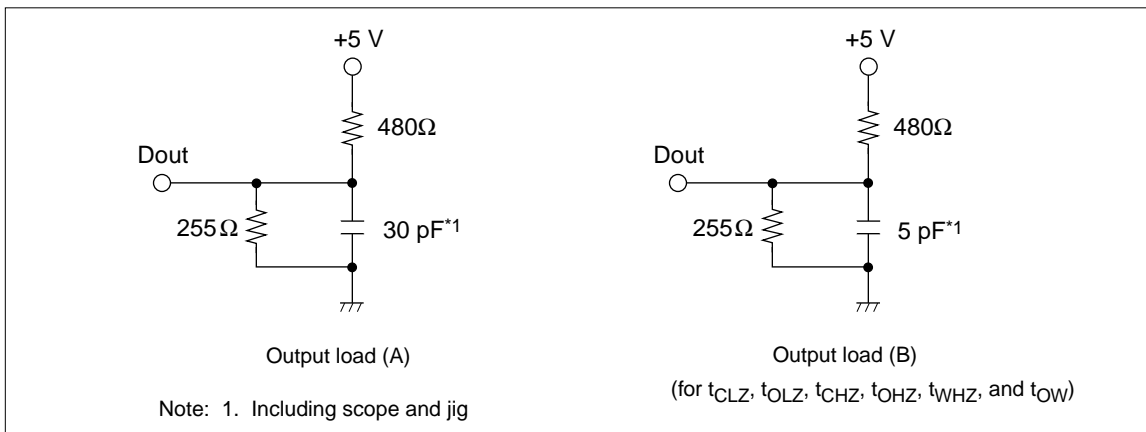 +5 V
480Ω
Dout
255Ω
30 pF*1
Output load (A)
Note: 1. Including scope and jig
+5 V
480Ω
Dout
255Ω
5 pF*1
Output load (B)
(for tCLZ, tOLZ, tCHZ, tOHZ, tWHZ, and tOW)